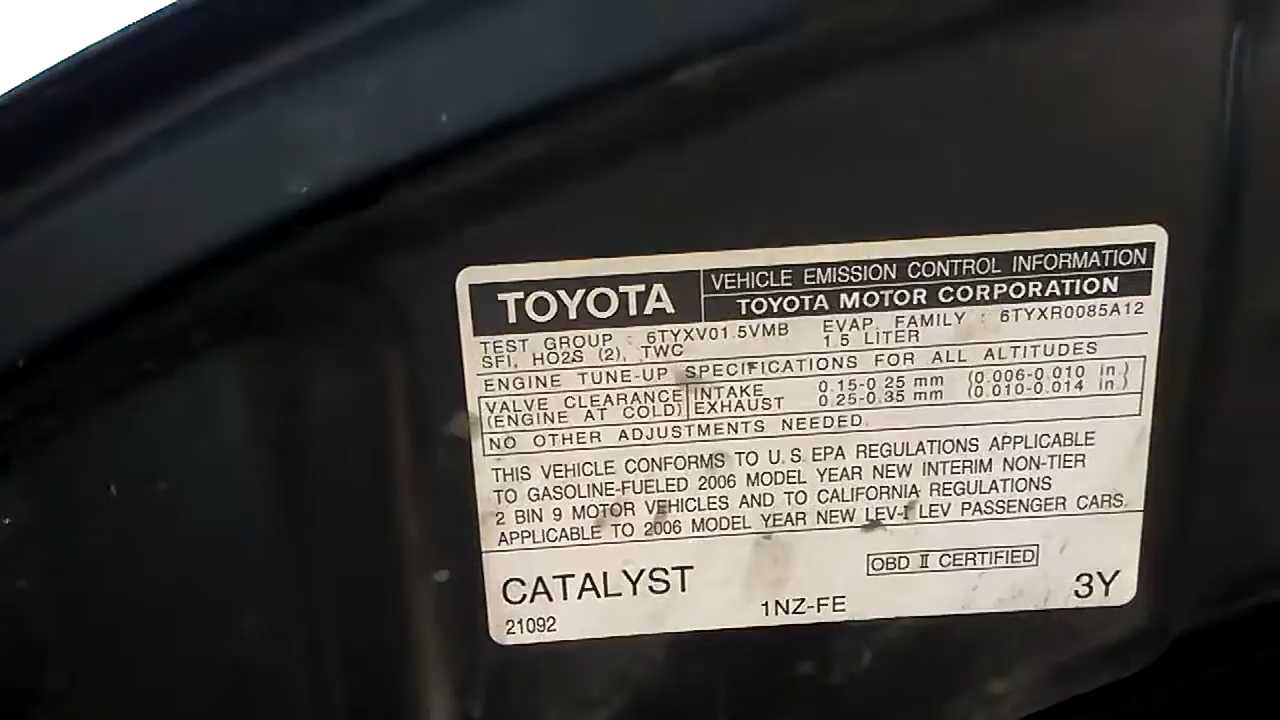 TOYOTA
VEHICLE EMISSION CONTROL INFORMATION
TOYOTA MOTOR CORPORATION
TEST GROUP : 6TYXV01.5VMB EVAP. FAMILY : 6TYXR0085A12
SFI, HO2S (2), TWC 1.5 LITER
ENGINE TUNE-UP SPECIFICATIONS FOR ALL ALTITUDES
VALVE CLEARANCE INTAKE 0.15-0.25 mm (0.006-0.010 in.)
(ENGINE AT COLD) EXHAUST 0.25-0.35 mm (0.010-0.014 in.)
NO OTHER ADJUSTMENTS NEEDED.
THIS VEHICLE CONFORMS TO U.S. EPA REGULATIONS APPLICABLE
TO GASOLINE-FUELED 2006 MODEL YEAR NEW INTERIM NON-TIER
2 BIN 9 MOTOR VEHICLES AND TO CALIFORNIA REGULATIONS
APPLICABLE TO 2006 MODEL YEAR NEW LEV-I LEV PASSENGER CARS.
CATALYST
OBD II CERTIFIED
21092
1NZ-FE
3Y